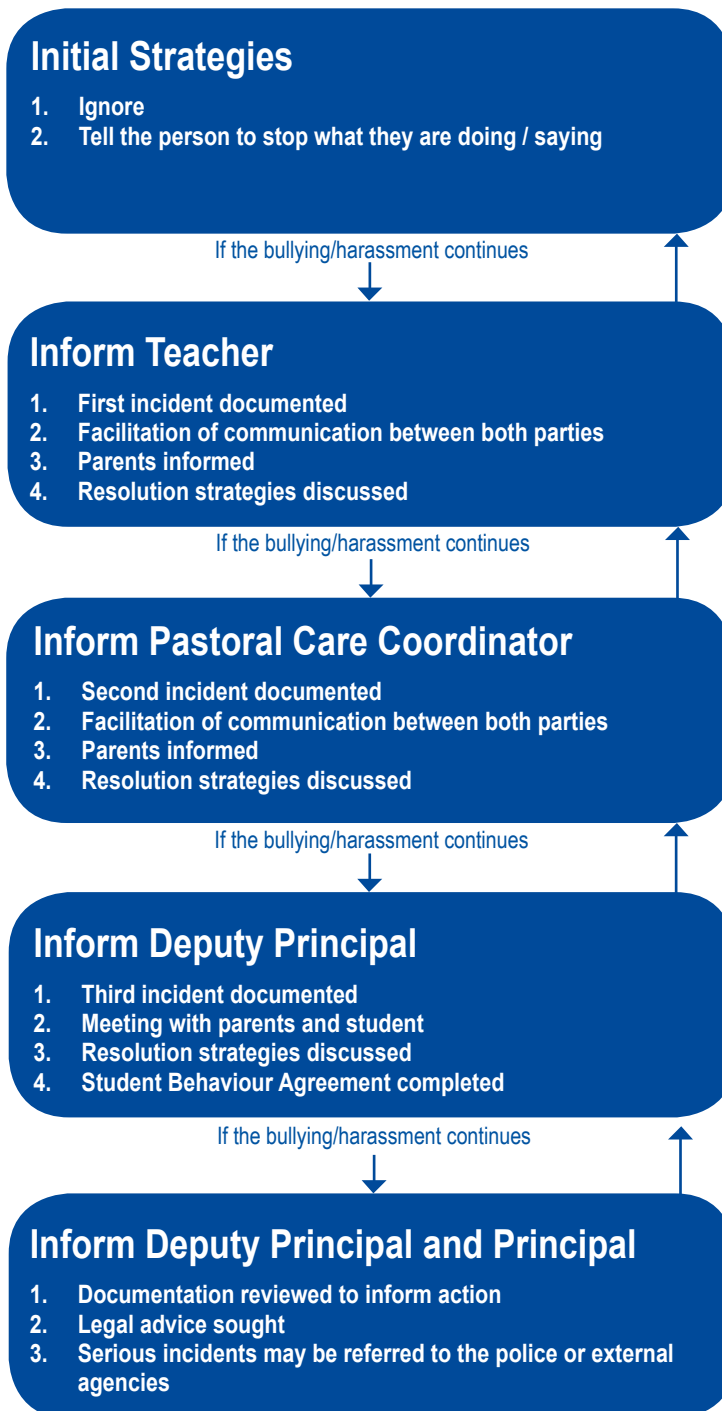 Initial Strategies
1. Ignore
2. Tell the person to stop what they are doing / saying
If the bullying/harassment continues
Inform Teacher
1. First incident documented
2. Facilitation of communication between both parties
3. Parents informed
4. Resolution strategies discussed
If the bullying/harassment continues
Inform Pastoral Care Coordinator
1. Second incident documented
2. Facilitation of communication between both parties
3. Parents informed
4. Resolution strategies discussed
If the bullying/harassment continues
Inform Deputy Principal
1. Third incident documented
2. Meeting with parents and student
3. Resolution strategies discussed
4. Student Behaviour Agreement completed
If the bullying/harassment continues
Inform Deputy Principal and Principal
1. Documentation reviewed to inform action
2. Legal advice sought
3. Serious incidents may be referred to the police or external
agencies